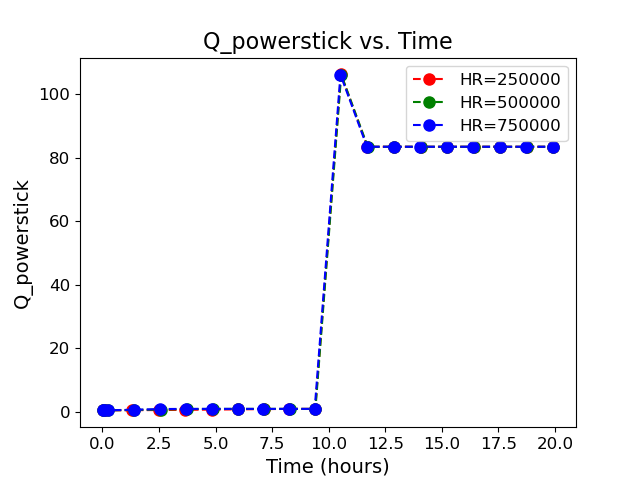 Q_powerstick vs. Time
HR=250000
HR=500000
HR=750000
100
80
60
40
20
0
Q_powerstick
0.0 2.5 5.0 7.5 10.0 12.5 15.0 17.5 20.0
Time (hours)